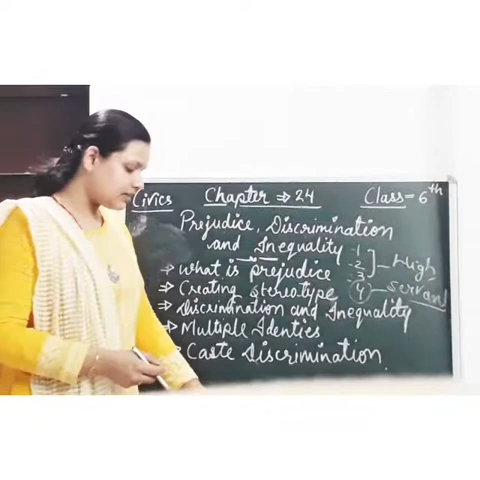 Civics Chapter ⇒ 24 Class = 6th
Prejudice, Discrimination
and Inequality
1
2
3
High
4
servant
⇒ what is prejudice
⇒ Creating stereotype
⇒ Discrimination and Inequality
⇒ Multiple Identies
Caste Discrimination